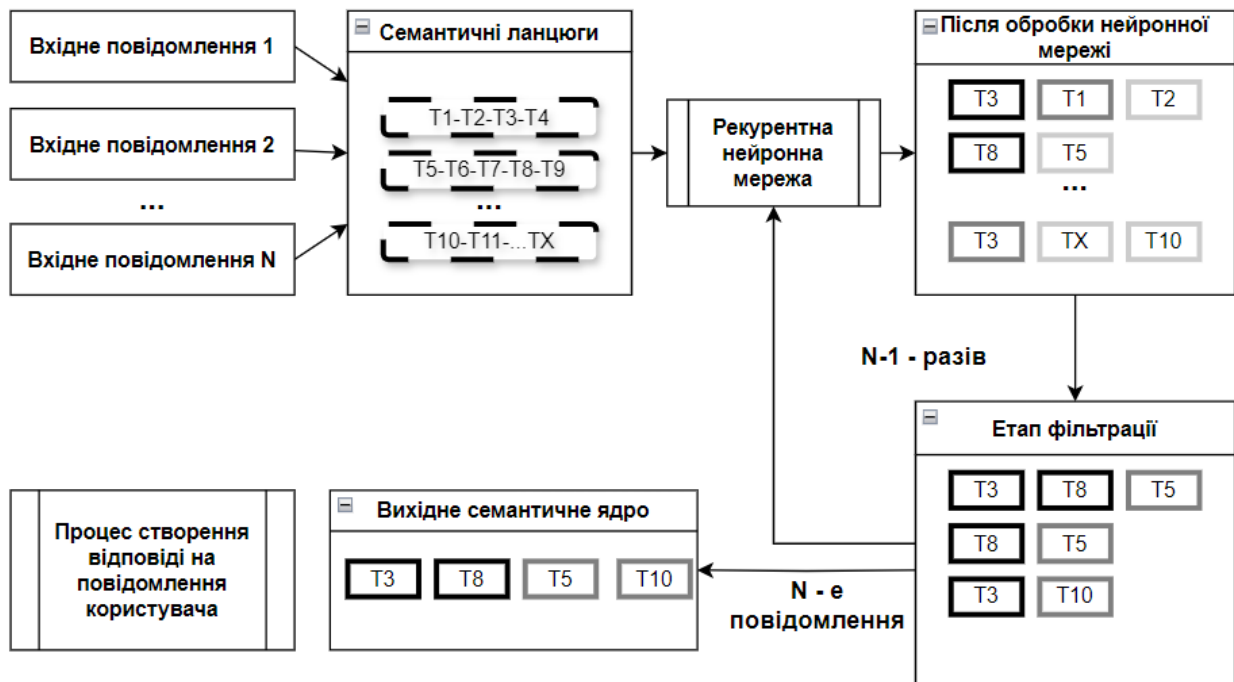 Вхідне повідомлення 1
Вхідне повідомлення 2
...
Вхідне повідомлення N
Семантичні ланцюги
T1-T2-T3-T4
T5-T6-T7-T8-T9
...
T10-T11-...TX
Рекурентна
нейронна
мережа
Після обробки нейронної
мережі
T3 T1 T2
T8 T5
...
T3 TX T10
N-1 - разів
Етап фільтрації
T3 T8 T5
T8 T5
T3 T10
N - е
повідомлення
Вихідне семантичне ядро
T3 T8 T5 T10
Процес створення
відповіді на
повідомлення
користувача